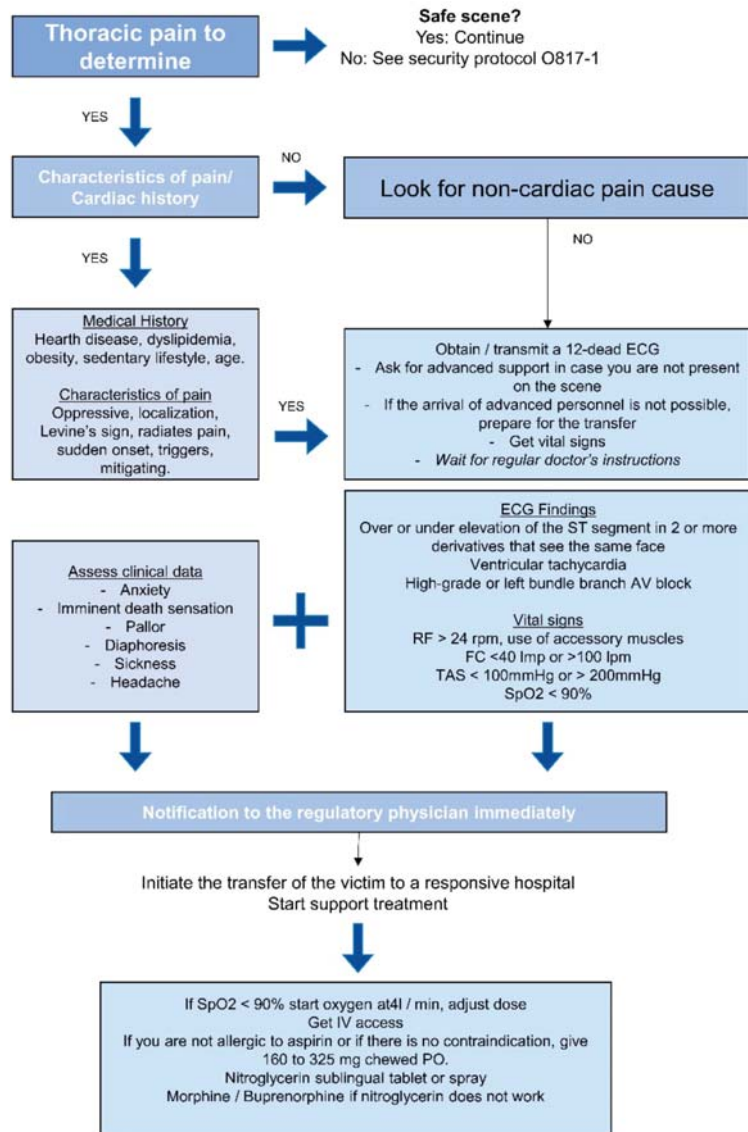 Thoracic pain to
determine
Safe scene?
Yes: Continue
No: See security protocol O817-1
YES
Characteristics of pain/
Cardiac history
NO
Look for non-cardiac pain cause
YES
NO
Medical History
Hearth disease, dyslipidemia,
obesity, sedentary lifestyle, age.
Characteristics of pain
Oppressive, localization,
Levine's sign, radiates pain,
sudden onset, triggers,
mitigating.
YES
Obtain / transmit a 12-dead ECG
- Ask for advanced support in case you are not present
on the scene
- If the arrival of advanced personnel is not possible,
prepare for the transfer
- Get vital signs
- Wait for regular doctor's instructions
Assess clinical data
- Anxiety
- Imminent death sensation
- Pallor
- Diaphoresis
- Sickness
- Headache
ECG Findings
Over or under elevation of the ST segment in 2 or more
derivatives that see the same face
Ventricular tachycardia
High-grade or left bundle branch AV block
Vital signs
RF > 24 rpm, use of accessory muscles
FC <40 lmp or >100 lpm
TAS < 100mmHg or > 200mmHg
SpO2 < 90%
Notification to the regulatory physician immediately
Initiate the transfer of the victim to a responsive hospital
Start support treatment
If SpO2 < 90% start oxygen at4l / min, adjust dose
Get IV access
If you are not allergic to aspirin or if there is no contraindication, give
160 to 325 mg chewed PO.
Nitroglycerin sublingual tablet or spray
Morphine / Buprenorphine if nitroglycerin does not work